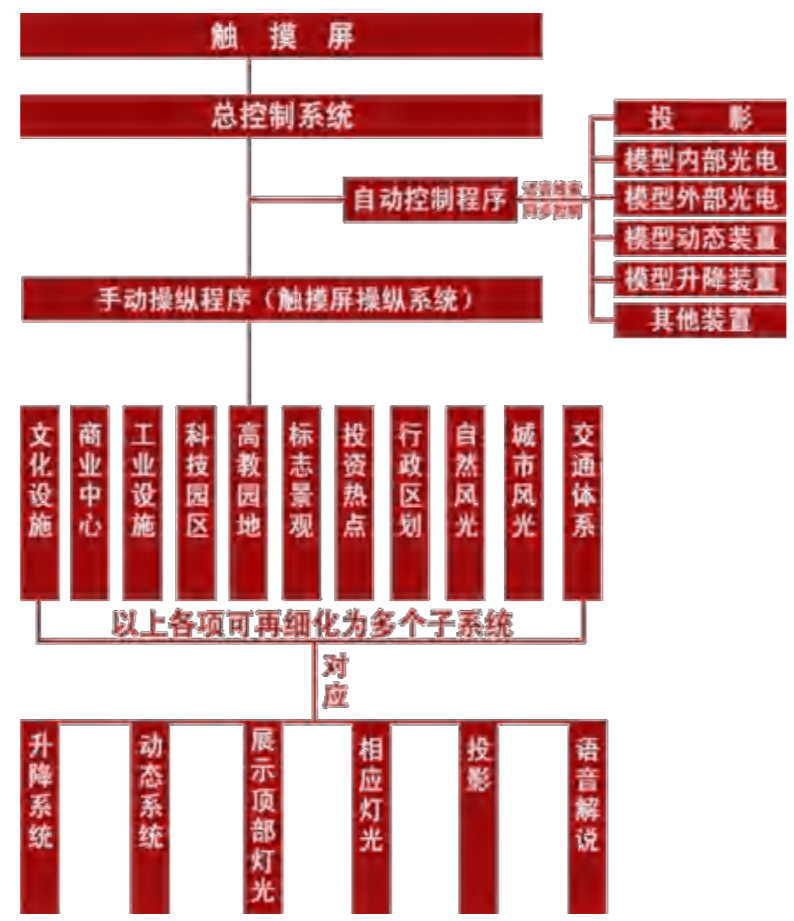 触摸屏
总控制系统
自动控制程序
同步控制
投影
模型内部光电
模型外部光电
模型动态装置
模型升降装置
其他装置
手动操纵程序（触摸屏操纵系统）
文化设施
商业中心
工业设施
科技园区
高教园地
标志景观
投资热点
行政区划
自然风光
城市风光
交通体系
以上各项可再细化为多个子系统
对应
升降系统
动态系统
展示顶部灯光
相应灯光
投影
语音解说